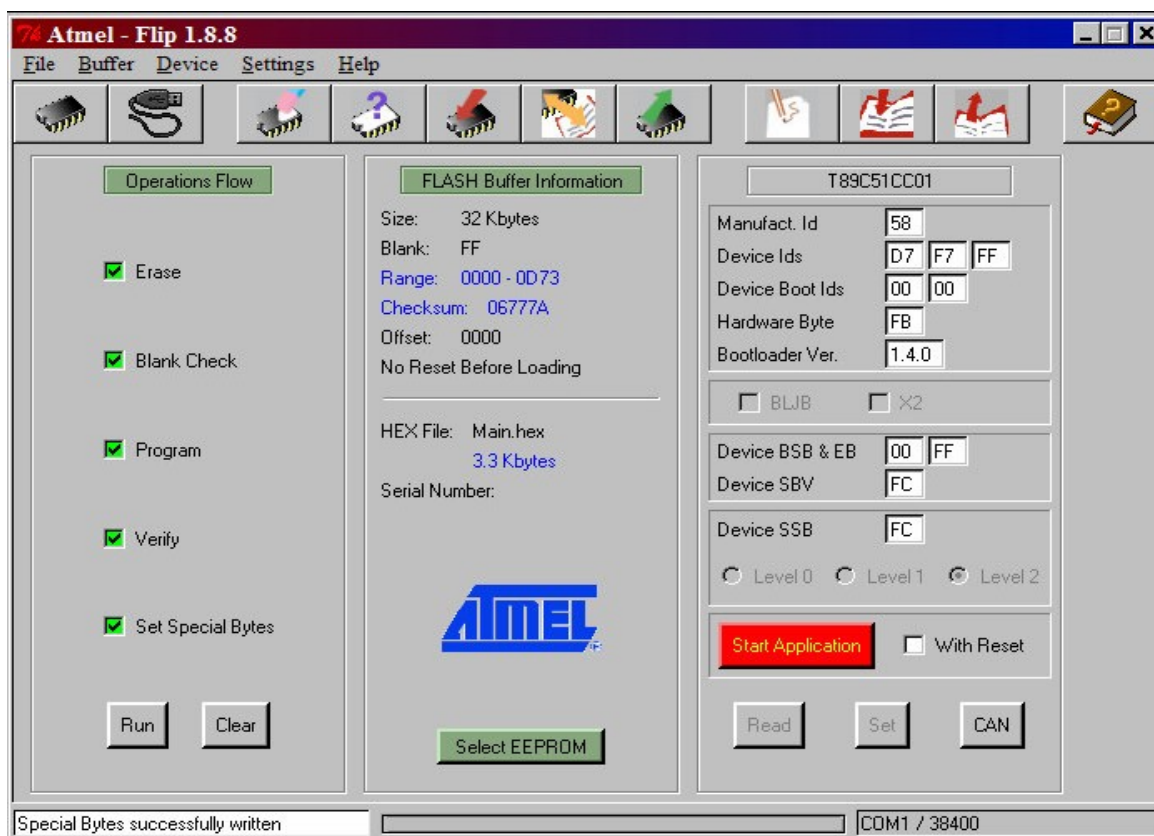 Atmel - Flip 1.8.8
File Buffer Device Settings Help
Operations Flow
Erase
Blank Check
Program
Verify
Set Special Bytes
Run Clear
FLASH Buffer Information
Size: 32 Kbytes
Blank: FF
Range: 0000 - 0D73
Checksum: 06777A
Offset: 0000
No Reset Before Loading
HEX File: Main.hex
3.3 Kbytes
Serial Number:
ATMEL
Select EEPROM
T89C51CC01
Manufact. Id 58
Device Ids D7 F7 FF
Device Boot Ids 00 00
Hardware Byte FB
Bootloader Ver. 1.4.0
BLJB X2
Device BSB & EB 00 FF
Device SBV FC
Device SSB FC
Level 0 Level 1 Level 2
Start Application With Reset
Read Set CAN
Special Bytes successfully written
COM1 / 38400